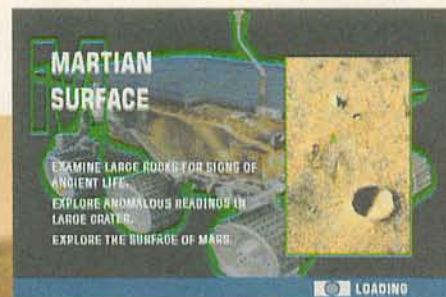 MARTIAN
SURFACE
EXAMINE LARGE ROCKS FOR SIGNS OF
ANCIENT LIFE.
EXPLORE ANOMALOUS READINGS IN
LARGE CRATER.
EXPLORE THE SURFACE OF MARS.
LOADING